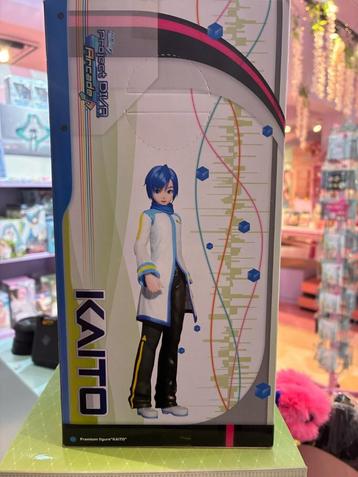 Project DIVA
Arcade
KAITO
Premium figure"KAITO"